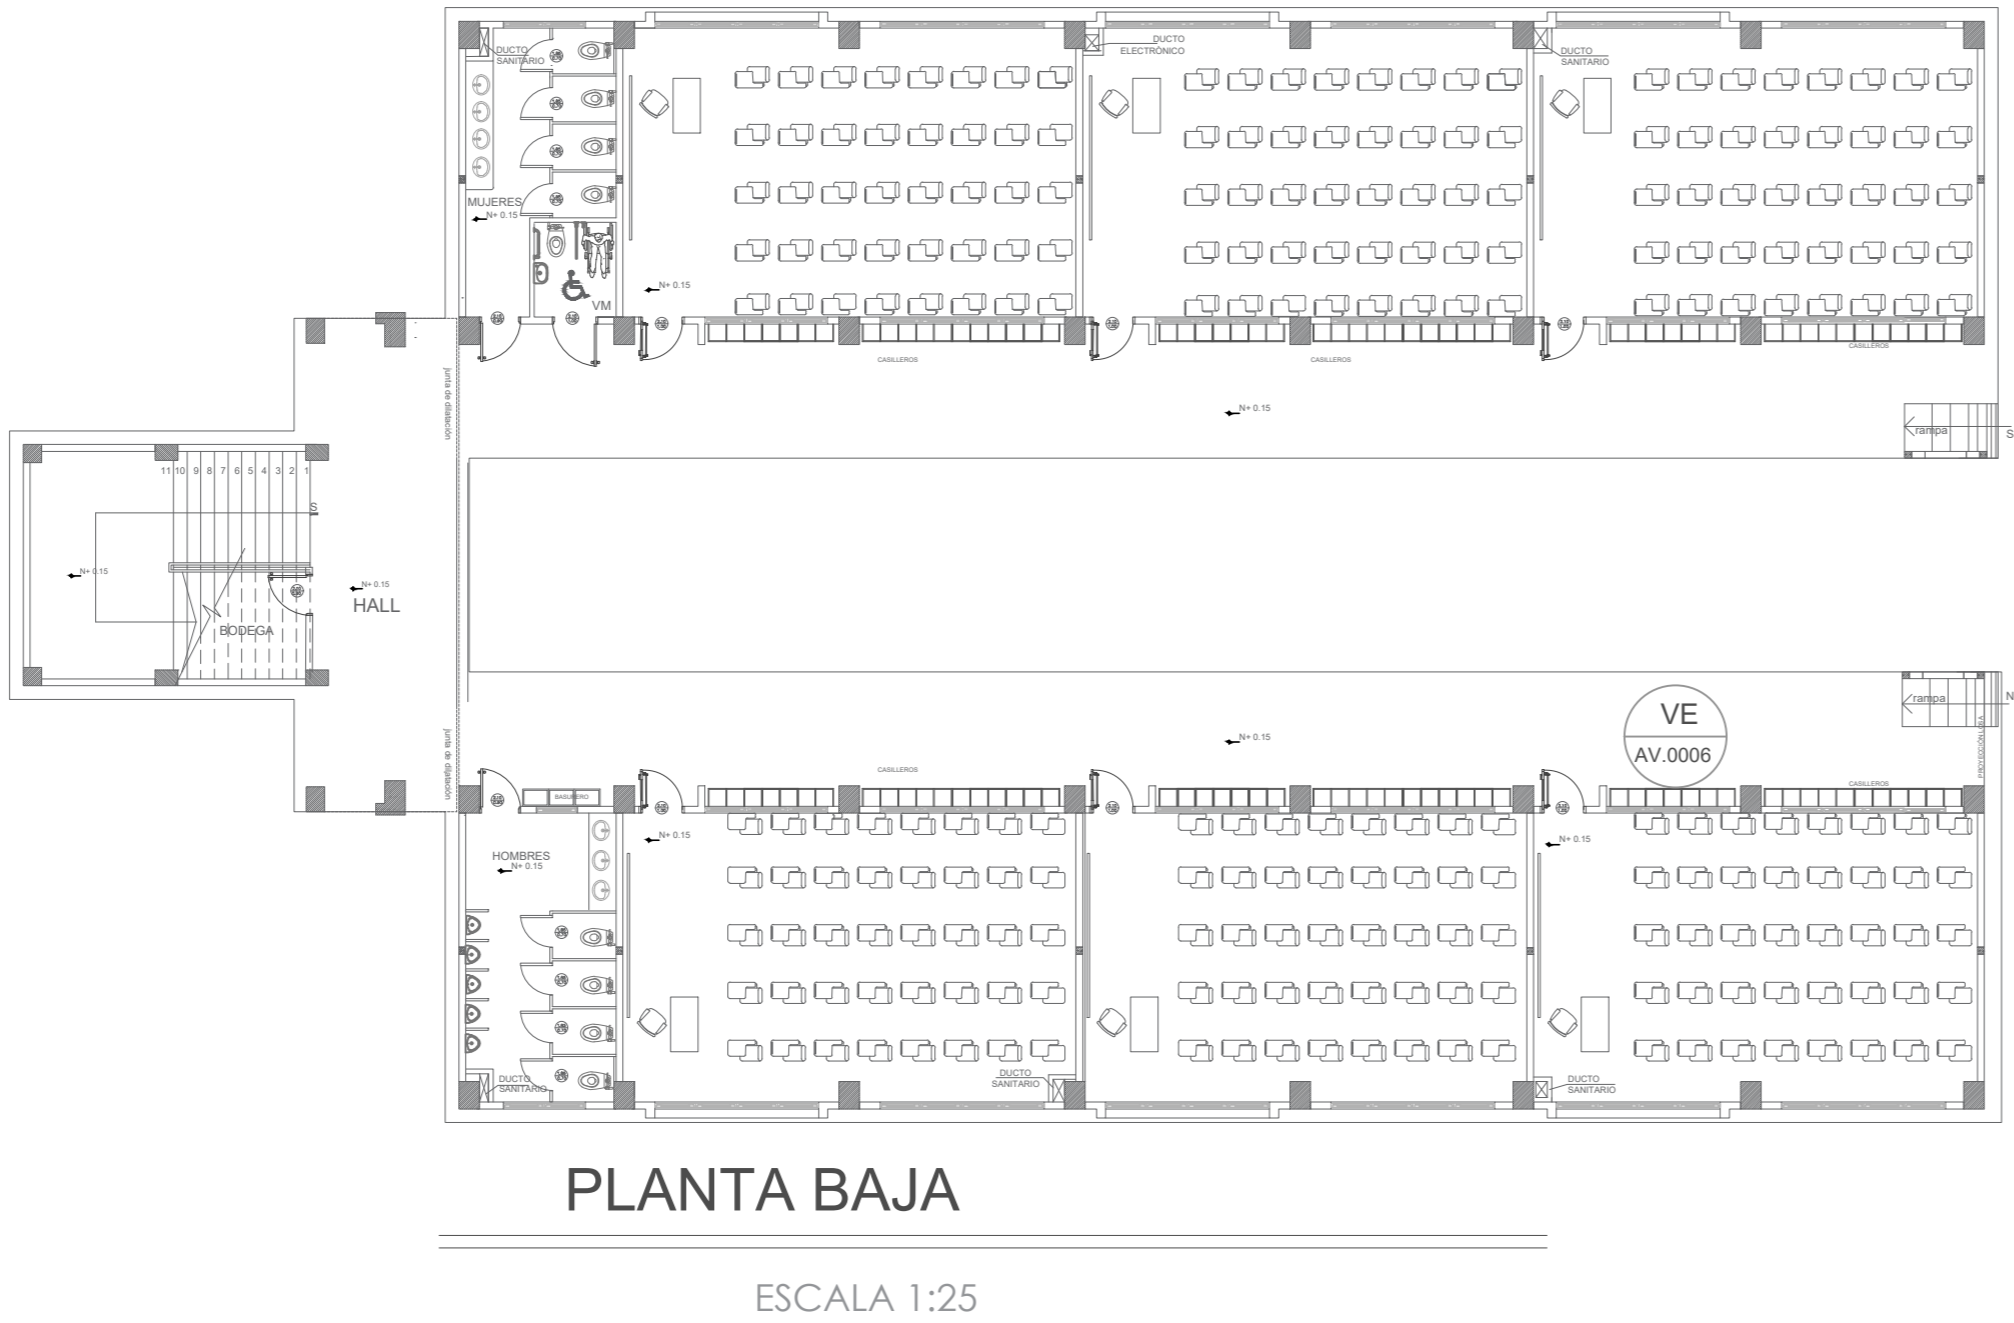 DUCTO
SANITARIO
DUCTO
ELECTRÓNICO
DUCTO
SANITARIO
MUJERES
N+ 0.15
VM
N+ 0.15
CASILLEROS
CASILLEROS
CASILLEROS
junta de dilatación
N+ 0.15
rampa
S
11 10 9 8 7 6 5 4 3 2 1
S
N+ 0.15
N+ 0.15
HALL
BODEGA
rampa
N
VE
AV.0006
junta de dilatación
N+ 0.15
CASILLEROS
CASILLEROS
BASURERO
N+ 0.15
N+ 0.15
HOMBRES
N+ 0.15
DUCTO
SANITARIO
DUCTO
SANITARIO
DUCTO
SANITARIO
PLANTA BAJA
ESCALA 1:25